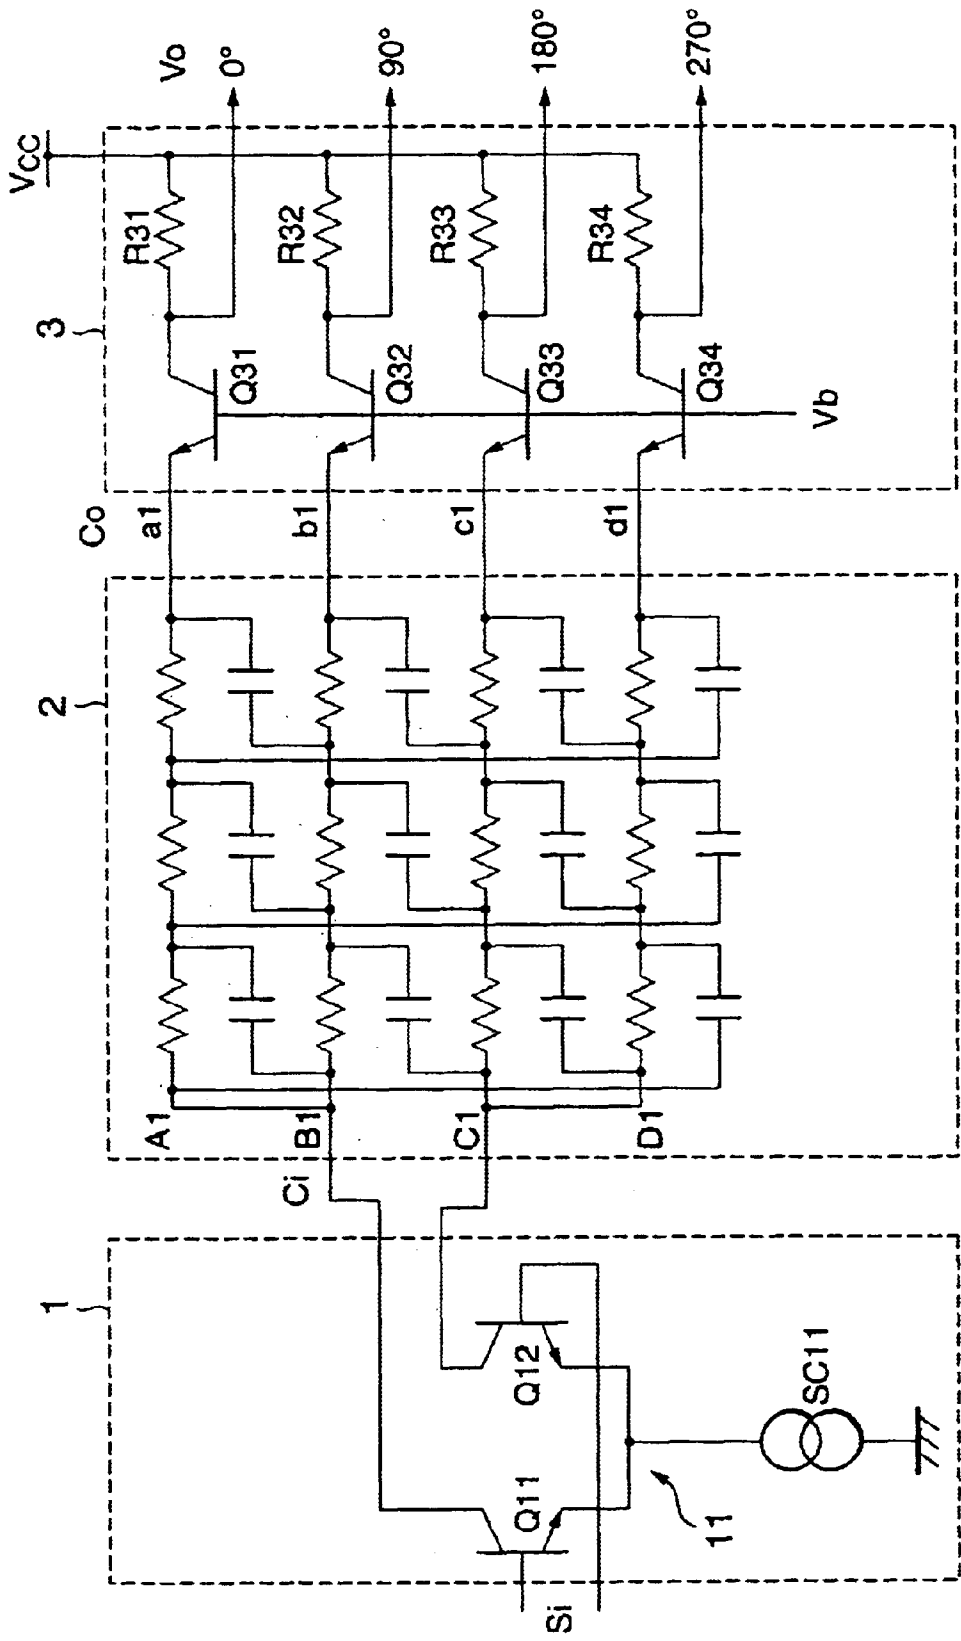 1
Si
Q11
Q12
11
SC11
Ci
2
A1
B1
C1
D1
Co
a1
b1
c1
d1
3
VCC
R31
R32
R33
R34
Q31
Q32
Q33
Q34
Vb
Vo
0°
90°
180°
270°